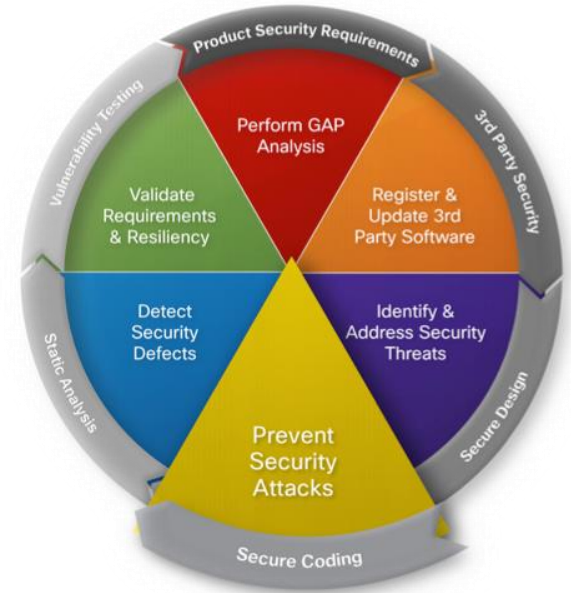 Product Security Requirements
Perform GAP
Analysis
3rd Party Security
Register &
Update 3rd
Party Software
Secure Design
Identify &
Address Security
Threats
Secure Coding
Prevent
Security
Attacks
Static Analysis
Detect
Security
Defects
Vulnerability Testing
Validate
Requirements
& Resiliency